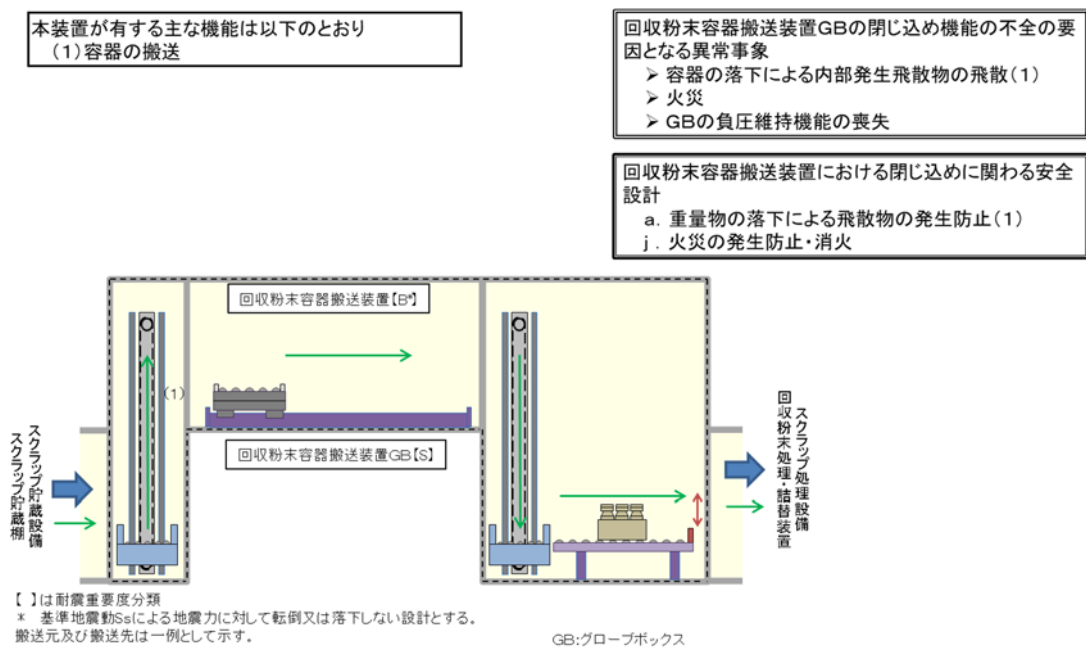 本装置が有する主な機能は以下のとおり
(1)容器の搬送
回収粉末容器搬送装置GBの閉じ込め機能の不全の要
因となる異常事象
➢ 容器の落下による内部発生飛散物の飛散(1)
➢ 火災
➢ GBの負圧維持機能の喪失
回収粉末容器搬送装置における閉じ込めに関わる安全
設計
a. 重量物の落下による飛散物の発生防止(1)
j. 火災の発生防止・消火
回収粉末容器搬送装置【B*】
(1)
回収粉末容器搬送装置GB【S】
スクラップ貯蔵設備
スクラップ貯蔵棚
スクラップ処理設備
回収粉末処理・詰替装置
【 】は耐震重要度分類
* 基準地震動Ssによる地震力に対して転倒又は落下しない設計とする。
搬送元及び搬送先は一例として示す。
GB:グローブボックス